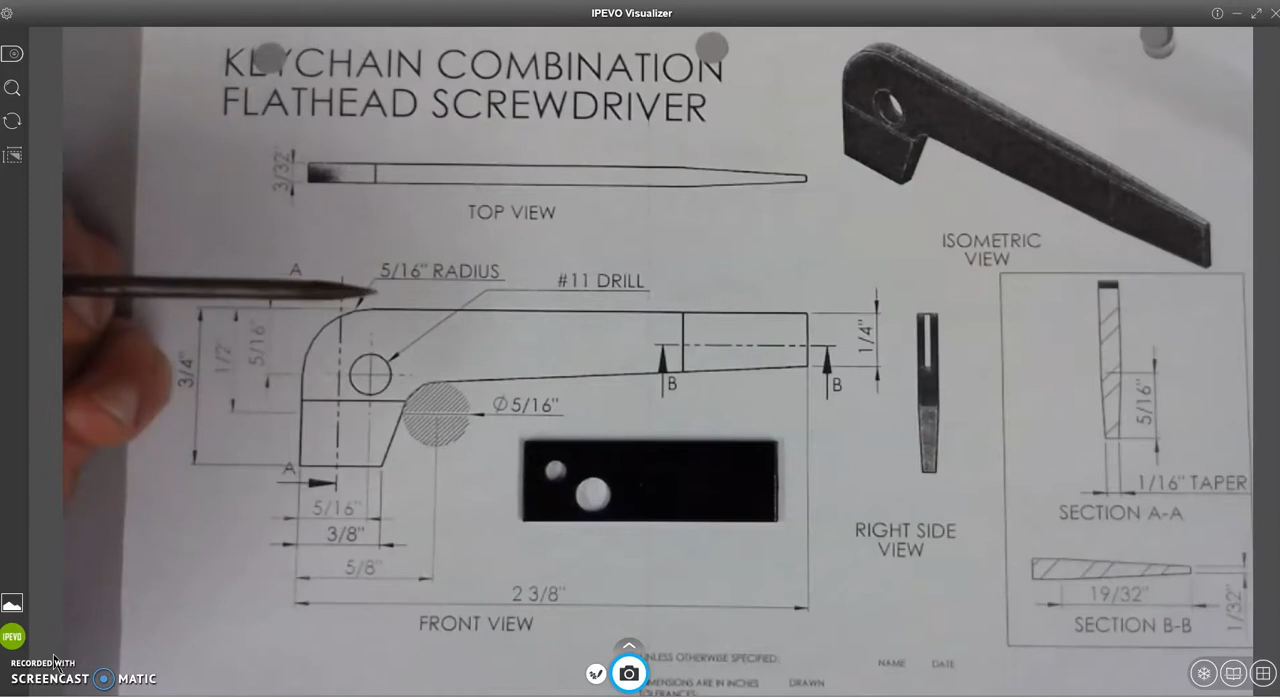 IPEVO Visualizer
KEYCHAIN COMBINATION
FLATHEAD SCREWDRIVER
3/32"
TOP VIEW
ISOMETRIC
VIEW
A
5/16" RADIUS
#11 DRILL
3/4"
1/2"
5/16"
1/4"
B
B
Ø5/16"
5/16"
A
1/16" TAPER
SECTION A-A
5/16"
3/8"
5/8"
RIGHT SIDE
VIEW
2 3/8"
19/32"
1/32"
FRONT VIEW
SECTION B-B
IPEVO
RECORDED WITH
SCREENCAST MATIC
UNLESS OTHERWISE SPECIFIED:
NAME DATE
DIMENSIONS ARE IN INCHES
DRAWN
TOLERANCES: